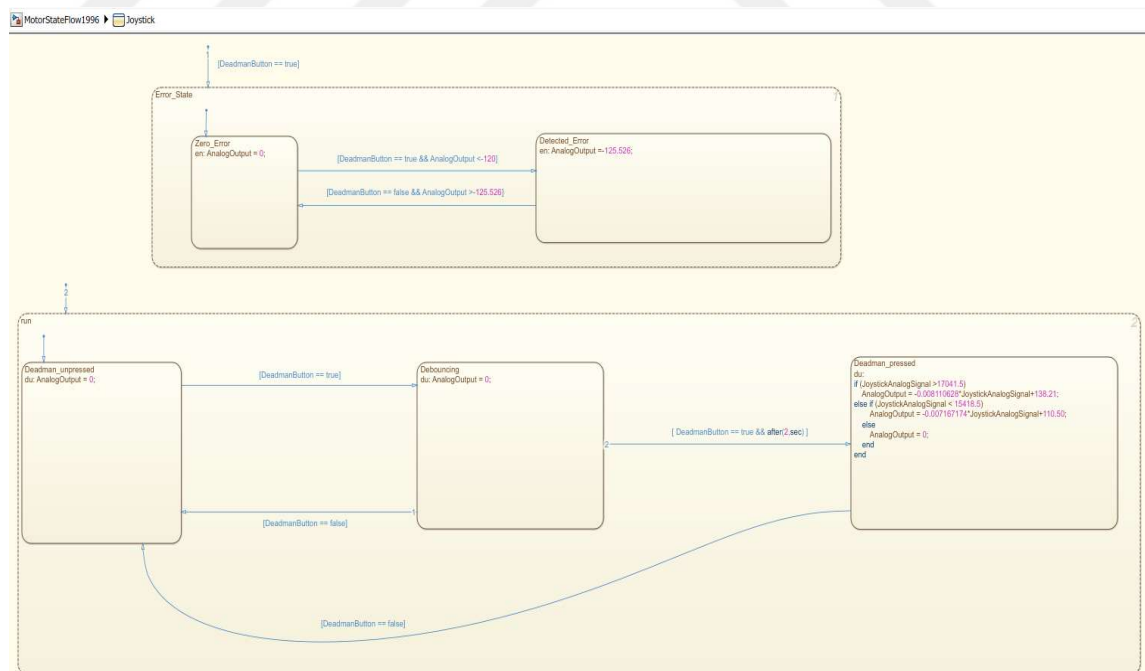 MotorStateFlow1996 Joystick
1
[DeadmanButton == true]
Error_State
1
Zero_Error
en: AnalogOutput = 0;
[DeadmanButton == true && AnalogOutput <-120]
[DeadmanButton == false && AnalogOutput >-125.526]
Detected_Error
en: AnalogOutput =-125.526;
2
run
2
Deadman_unpressed
du: AnalogOutput = 0;
[DeadmanButton == true]
Debouncing
du: AnalogOutput = 0;
2
[ DeadmanButton == true && after(2,sec) ]
Deadman_pressed
du:
if (JoystickAnalogSignal >17041.5)
AnalogOutput = -0.008110628*JoystickAnalogSignal+138.21;
else if (JoystickAnalogSignal < 15418.5)
AnalogOutput = -0.007167174*JoystickAnalogSignal+110.50;
else
AnalogOutput = 0;
end
end
1
[DeadmanButton == false]
[DeadmanButton == false]